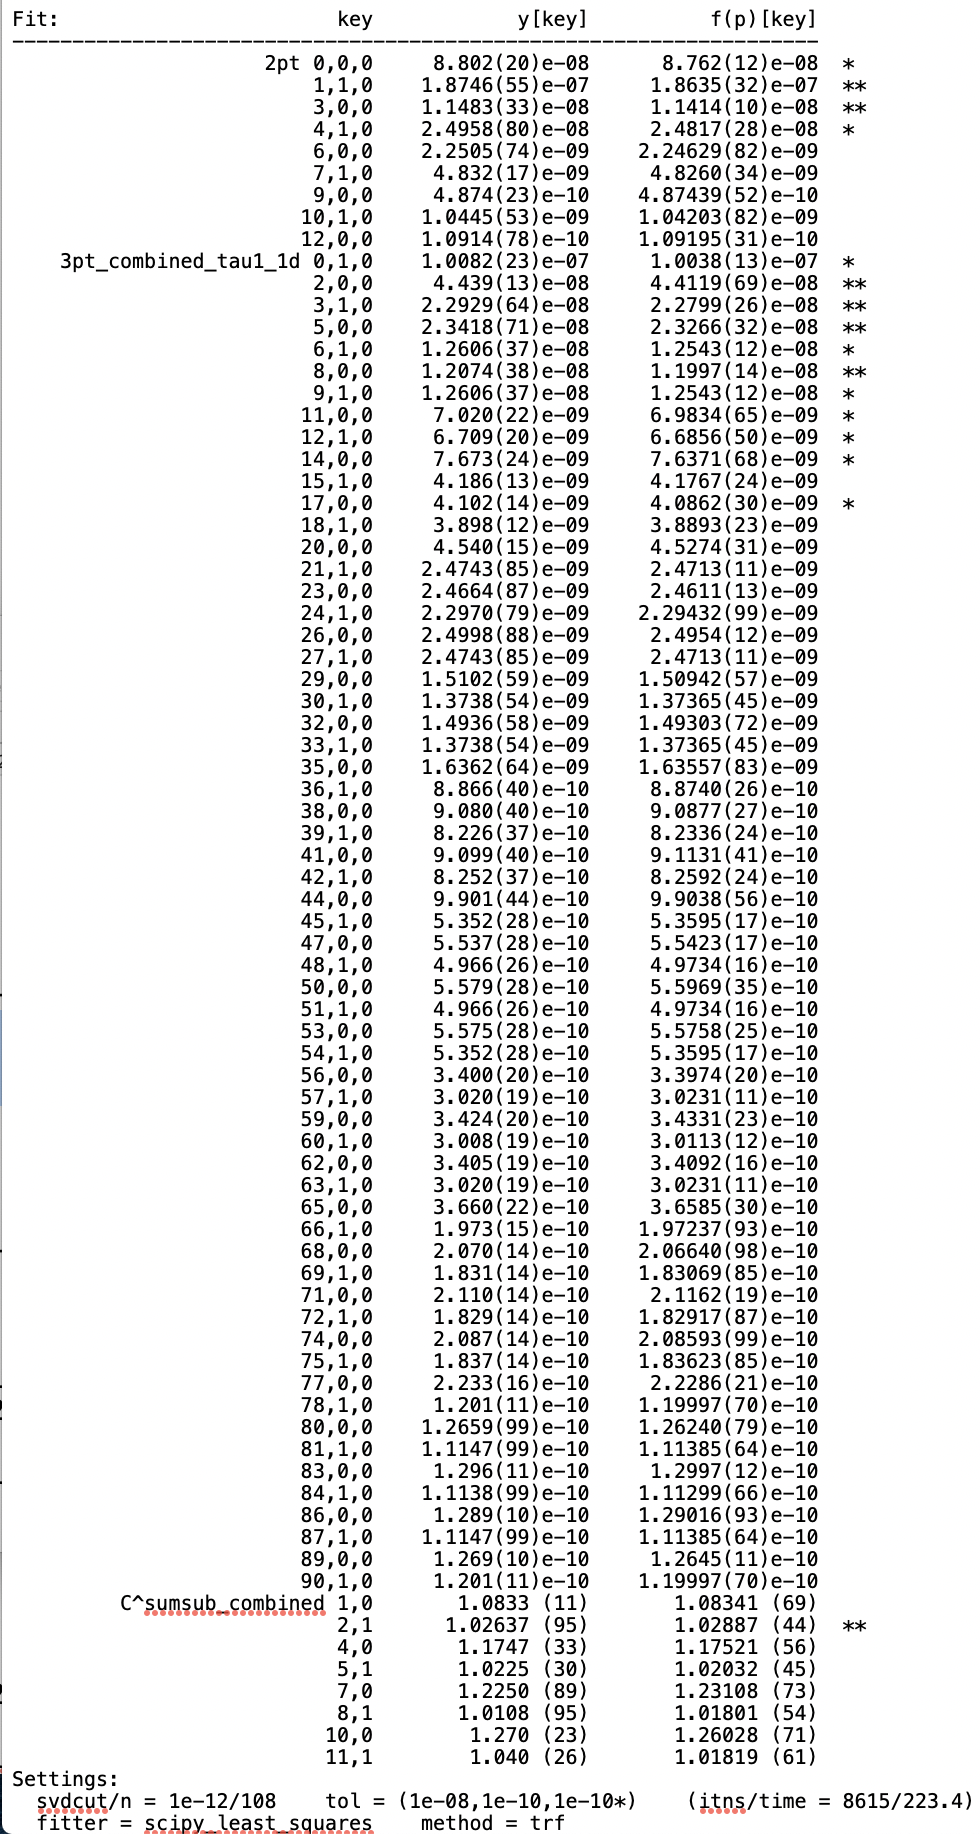 Fit: key y[key] f(p)[key]
-------------------------------------------------------------------
2pt 0,0,0 8.802(20)e-08 8.762(12)e-08 *
1,1,0 1.8746(55)e-07 1.8635(32)e-07 **
3,0,0 1.1483(33)e-08 1.1414(10)e-08 **
4,1,0 2.4958(80)e-08 2.4817(28)e-08 *
6,0,0 2.2505(74)e-09 2.24629(82)e-09
7,1,0 4.832(17)e-09 4.8260(34)e-09
9,0,0 4.874(23)e-10 4.87439(52)e-10
10,1,0 1.0445(53)e-09 1.04203(82)e-09
12,0,0 1.0914(78)e-10 1.09195(31)e-10
3pt_combined_tau1_1d 0,1,0 1.0082(23)e-07 1.0038(13)e-07 *
2,0,0 4.439(13)e-08 4.4119(69)e-08 **
3,1,0 2.2929(64)e-08 2.2799(26)e-08 **
5,0,0 2.3418(71)e-08 2.3266(32)e-08 **
6,1,0 1.2606(37)e-08 1.2543(12)e-08 *
8,0,0 1.2074(38)e-08 1.1997(14)e-08 **
9,1,0 1.2606(37)e-08 1.2543(12)e-08 *
11,0,0 7.020(22)e-09 6.9834(65)e-09 *
12,1,0 6.709(20)e-09 6.6856(50)e-09 *
14,0,0 7.673(24)e-09 7.6371(68)e-09 *
15,1,0 4.186(13)e-09 4.1767(24)e-09
17,0,0 4.102(14)e-09 4.0862(30)e-09 *
18,1,0 3.898(12)e-09 3.8893(23)e-09
20,0,0 4.540(15)e-09 4.5274(31)e-09
21,1,0 2.4743(85)e-09 2.4713(11)e-09
23,0,0 2.4664(87)e-09 2.4611(13)e-09
24,1,0 2.2970(79)e-09 2.29432(99)e-09
26,0,0 2.4998(88)e-09 2.4954(12)e-09
27,1,0 2.4743(85)e-09 2.4713(11)e-09
29,0,0 1.5102(59)e-09 1.50942(57)e-09
30,1,0 1.3738(54)e-09 1.37365(45)e-09
32,0,0 1.4936(58)e-09 1.49303(72)e-09
33,1,0 1.3738(54)e-09 1.37365(45)e-09
35,0,0 1.6362(64)e-09 1.63557(83)e-09
36,1,0 8.866(40)e-10 8.8740(26)e-10
38,0,0 9.080(40)e-10 9.0877(27)e-10
39,1,0 8.226(37)e-10 8.2336(24)e-10
41,0,0 9.099(40)e-10 9.1131(41)e-10
42,1,0 8.252(37)e-10 8.2592(24)e-10
44,0,0 9.901(44)e-10 9.9038(56)e-10
45,1,0 5.352(28)e-10 5.3595(17)e-10
47,0,0 5.537(28)e-10 5.5423(17)e-10
48,1,0 4.966(26)e-10 4.9734(16)e-10
50,0,0 5.579(28)e-10 5.5969(35)e-10
51,1,0 4.966(26)e-10 4.9734(16)e-10
53,0,0 5.575(28)e-10 5.5758(25)e-10
54,1,0 5.352(28)e-10 5.3595(17)e-10
56,0,0 3.400(20)e-10 3.3974(20)e-10
57,1,0 3.020(19)e-10 3.0231(11)e-10
59,0,0 3.424(20)e-10 3.4331(23)e-10
60,1,0 3.008(19)e-10 3.0113(12)e-10
62,0,0 3.405(19)e-10 3.4092(16)e-10
63,1,0 3.020(19)e-10 3.0231(11)e-10
65,0,0 3.660(22)e-10 3.6585(30)e-10
66,1,0 1.973(15)e-10 1.97237(93)e-10
68,0,0 2.070(14)e-10 2.06640(98)e-10
69,1,0 1.831(14)e-10 1.83069(85)e-10
71,0,0 2.110(14)e-10 2.1162(19)e-10
72,1,0 1.829(14)e-10 1.82917(87)e-10
74,0,0 2.087(14)e-10 2.08593(99)e-10
75,1,0 1.837(14)e-10 1.83623(85)e-10
77,0,0 2.233(16)e-10 2.2286(21)e-10
78,1,0 1.201(11)e-10 1.19997(70)e-10
80,0,0 1.2659(99)e-10 1.26240(79)e-10
81,1,0 1.1147(99)e-10 1.11385(64)e-10
83,0,0 1.296(11)e-10 1.2997(12)e-10
84,1,0 1.1138(99)e-10 1.11299(66)e-10
86,0,0 1.289(10)e-10 1.29016(93)e-10
87,1,0 1.1147(99)e-10 1.11385(64)e-10
89,0,0 1.269(10)e-10 1.2645(11)e-10
90,1,0 1.201(11)e-10 1.19997(70)e-10
C^sumsub_combined 1,0 1.0833 (11) 1.08341 (69)
2,1 1.02637 (95) 1.02887 (44) **
4,0 1.1747 (33) 1.17521 (56)
5,1 1.0225 (30) 1.02032 (45)
7,0 1.2250 (89) 1.23108 (73)
8,1 1.0108 (95) 1.01801 (54)
10,0 1.270 (23) 1.26028 (71)
11,1 1.040 (26) 1.01819 (61)
Settings:
svdcut/n = 1e-12/108 tol = (1e-08,1e-10,1e-10*) (itns/time = 8615/223.4)
fitter = scipy_least_squares method = trf